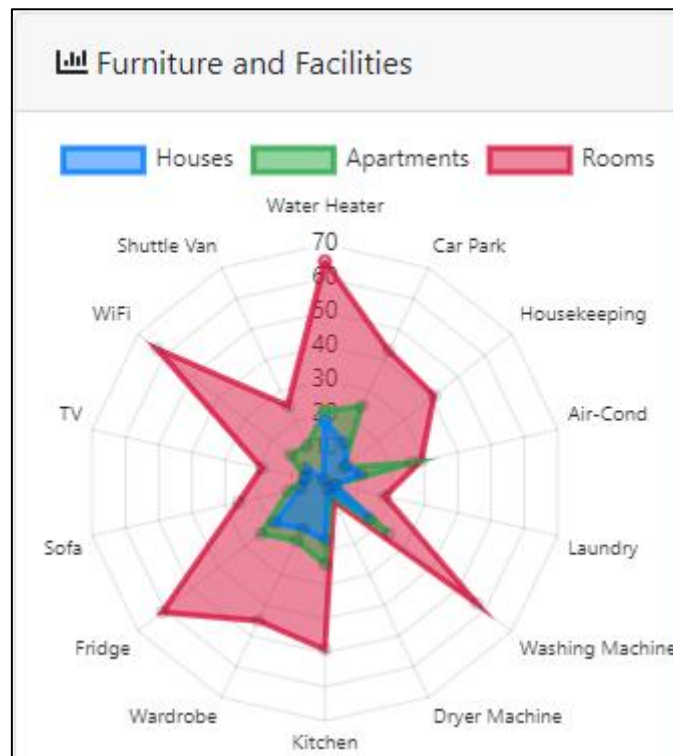 Furniture and Facilities
Houses Apartments Rooms
Water Heater
Shuttle Van Car Park
70
60
WiFi Housekeeping
50
40
30
TV Air-Cond
Sofa Laundry
Fridge Washing Machine
Wardrobe Dryer Machine
Kitchen